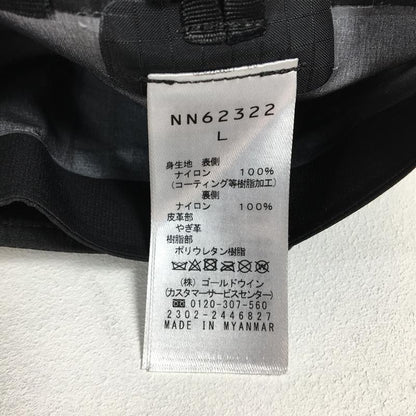 NN62322
L
身生地 表側
ナイロン 100%
(コーティング等樹脂加工)
裏側
ナイロン 100%
皮革部
やぎ革
樹脂部
ポリウレタン樹脂
(株) ゴールドウイン
(カスタマーサービスセンター)
0120-307-560
2302-2446827
MADE IN MYANMAR